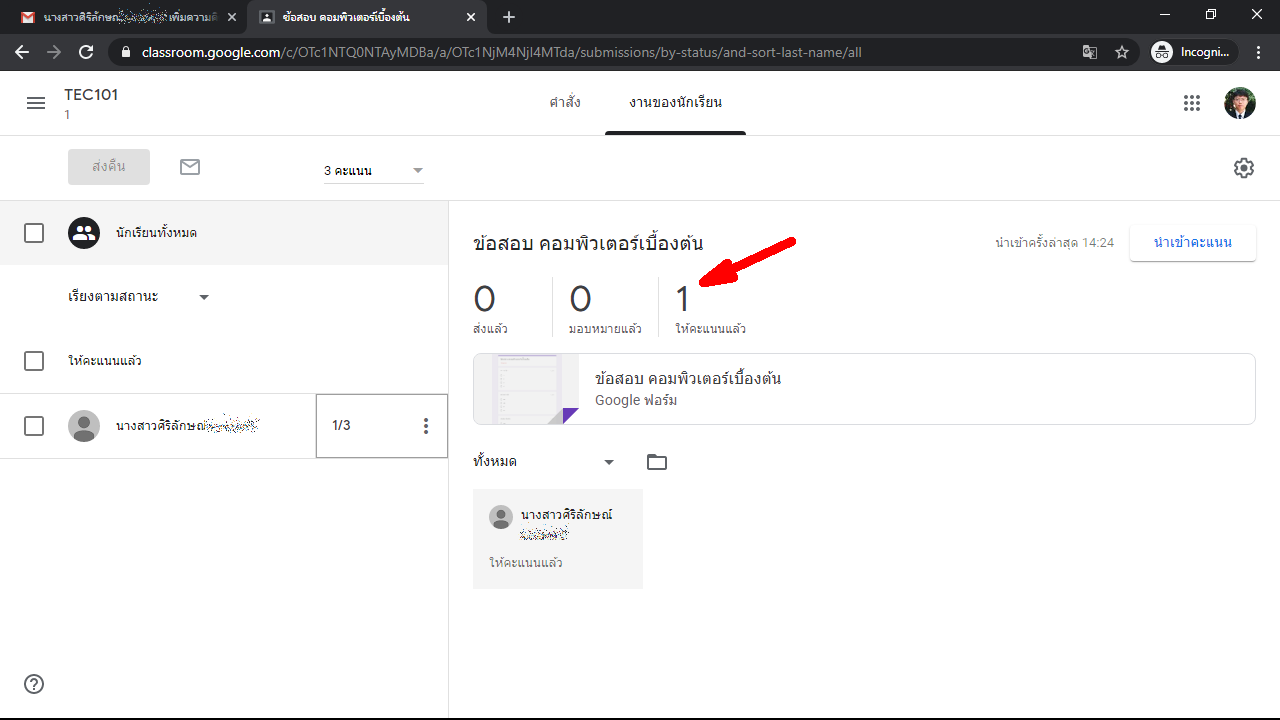 นางสาวศิริลักษณ์ เพิ่มความคิ
ข้อสอบ คอมพิวเตอร์เบื้องต้น
classroom.google.com/c/OTc1NTQ0NTAyMDBa/a/OTc1NjM4NjI4MTda/submissions/by-status/and-sort-last-name/all
Incogni...
TEC101
1
คำสั่ง
งานของนักเรียน
ส่งคืน
3 คะแนน
นักเรียนทั้งหมด
เรียงตามสถานะ
ให้คะแนนแล้ว
นางสาวศิริลักษณ์
1/3
ข้อสอบ คอมพิวเตอร์เบื้องต้น
นำเข้าครั้งล่าสุด 14:24
นำเข้าคะแนน
0
0
1
ส่งแล้ว
มอบหมายแล้ว
ให้คะแนนแล้ว
ข้อสอบ คอมพิวเตอร์เบื้องต้น
Google ฟอร์ม
ทั้งหมด
นางสาวศิริลักษณ์
ให้คะแนนแล้ว